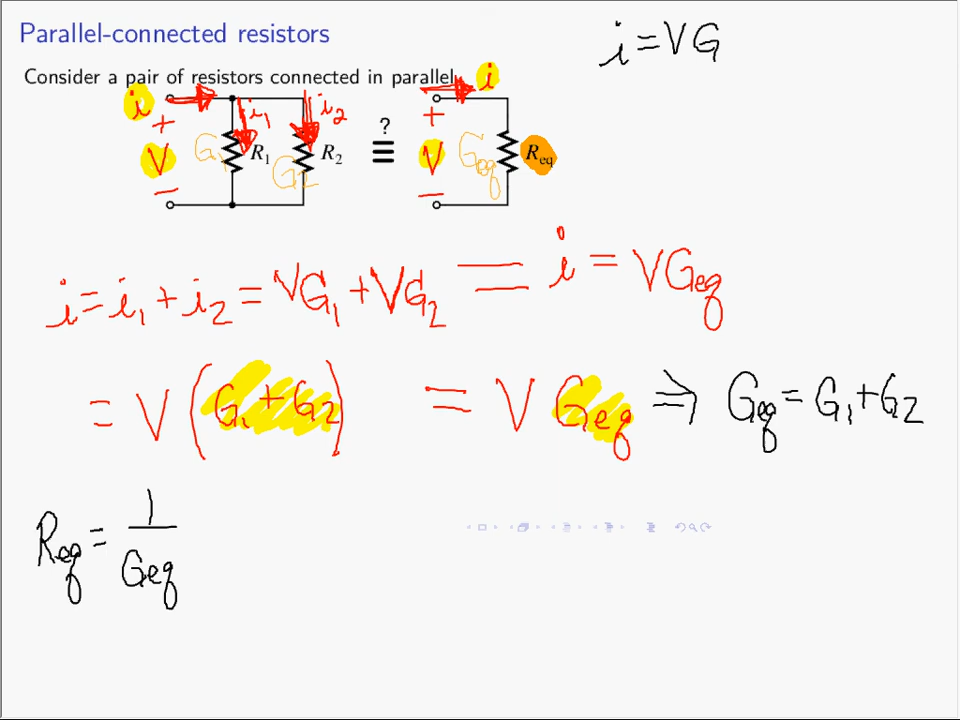 Parallel-connected resistors
i = VG
Consider a pair of resistors connected in parallel
i + V − G1 i1 R1 G2 i2 R2 ? ≡ i + V − Geq Req
i = i1 + i2 = VG1 + VG2 = i = VGeq
= V (G1 + G2) = V Geq ⇒ Geq = G1 + G2
Req = 1/Geq